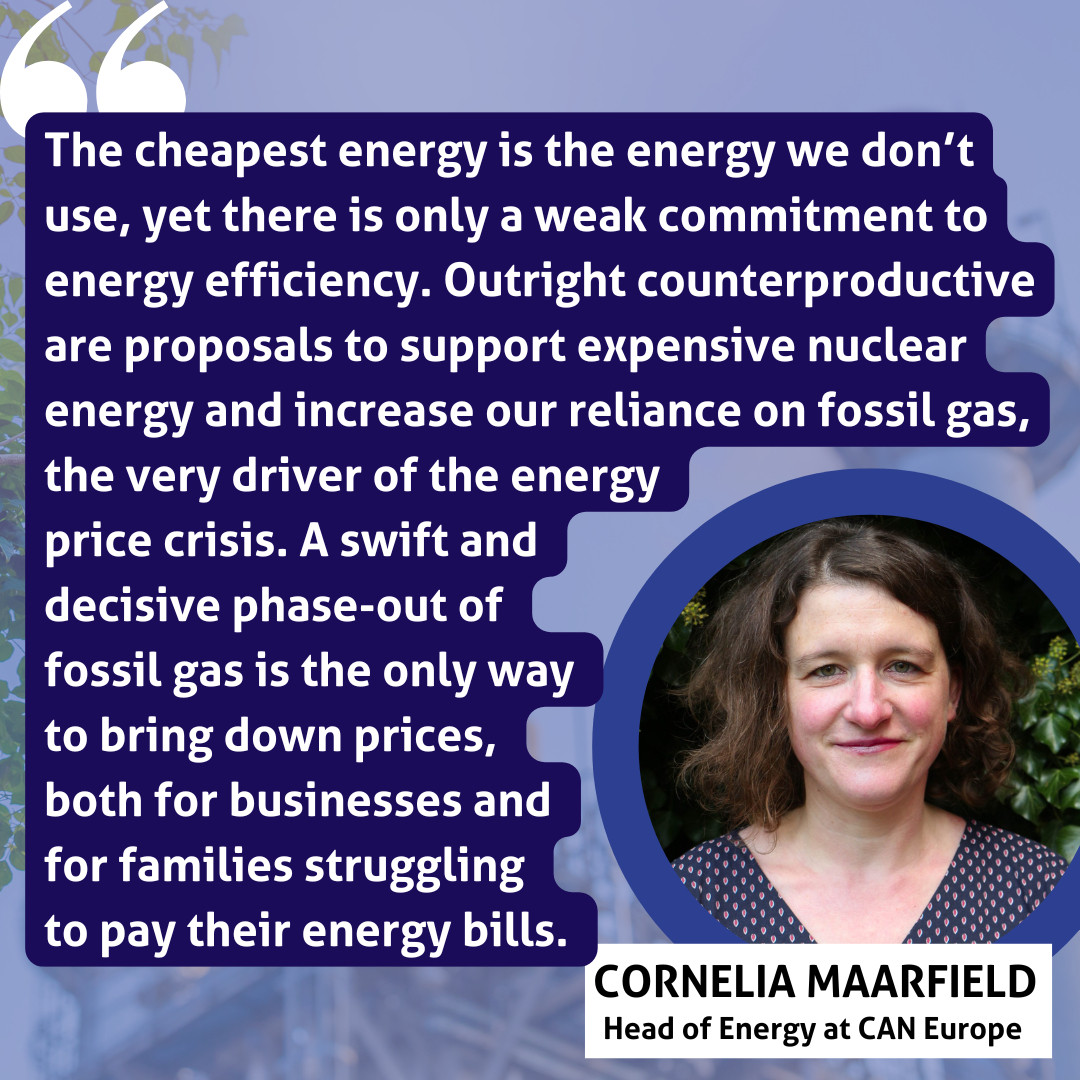 The cheapest energy is the energy we don’t
use, yet there is only a weak commitment to
energy efficiency. Outright counterproductive
are proposals to support expensive nuclear
energy and increase our reliance on fossil gas,
the very driver of the energy
price crisis. A swift and
decisive phase-out of
fossil gas is the only way
to bring down prices,
both for businesses and
for families struggling
to pay their energy bills.
CORNELIA MAARFIELD
Head of Energy at CAN Europe